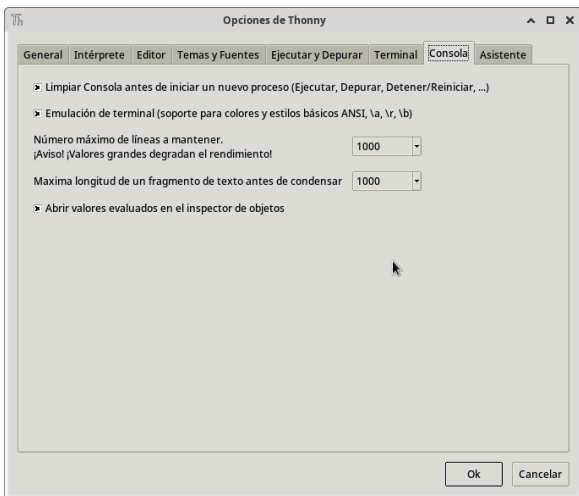 Th
Opciones de Thonny
General Intérprete Editor Temas y Fuentes Ejecutar y Depurar Terminal Consola Asistente
Limpiar Consola antes de iniciar un nuevo proceso (Ejecutar, Depurar, Detener/Reiniciar, ...)
Emulación de terminal (soporte para colores y estilos básicos ANSI, \a, \r, \b)
Número máximo de líneas a mantener.
¡Aviso! ¡Valores grandes degradan el rendimiento!
1000
Maxima longitud de un fragmento de texto antes de condensar 1000
Abrir valores evaluados en el inspector de objetos
Ok Cancelar